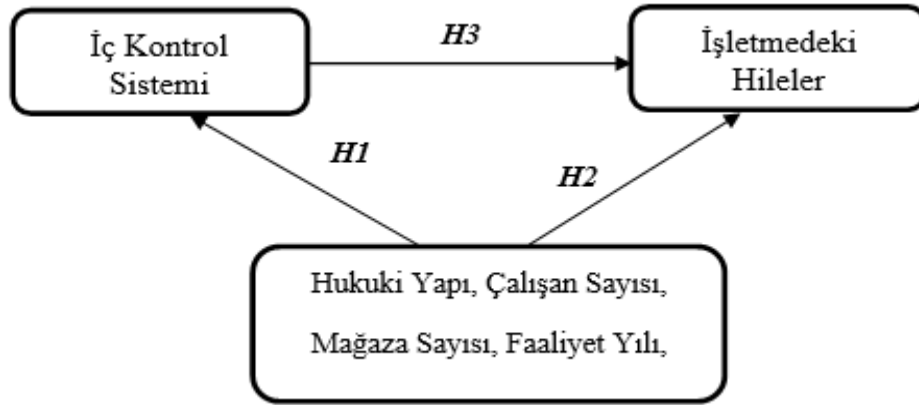 İç Kontrol
Sistemi
H3
İşletmedeki
Hileler
H1
H2
Hukuki Yapı, Çalışan Sayısı,
Mağaza Sayısı, Faaliyet Yılı,